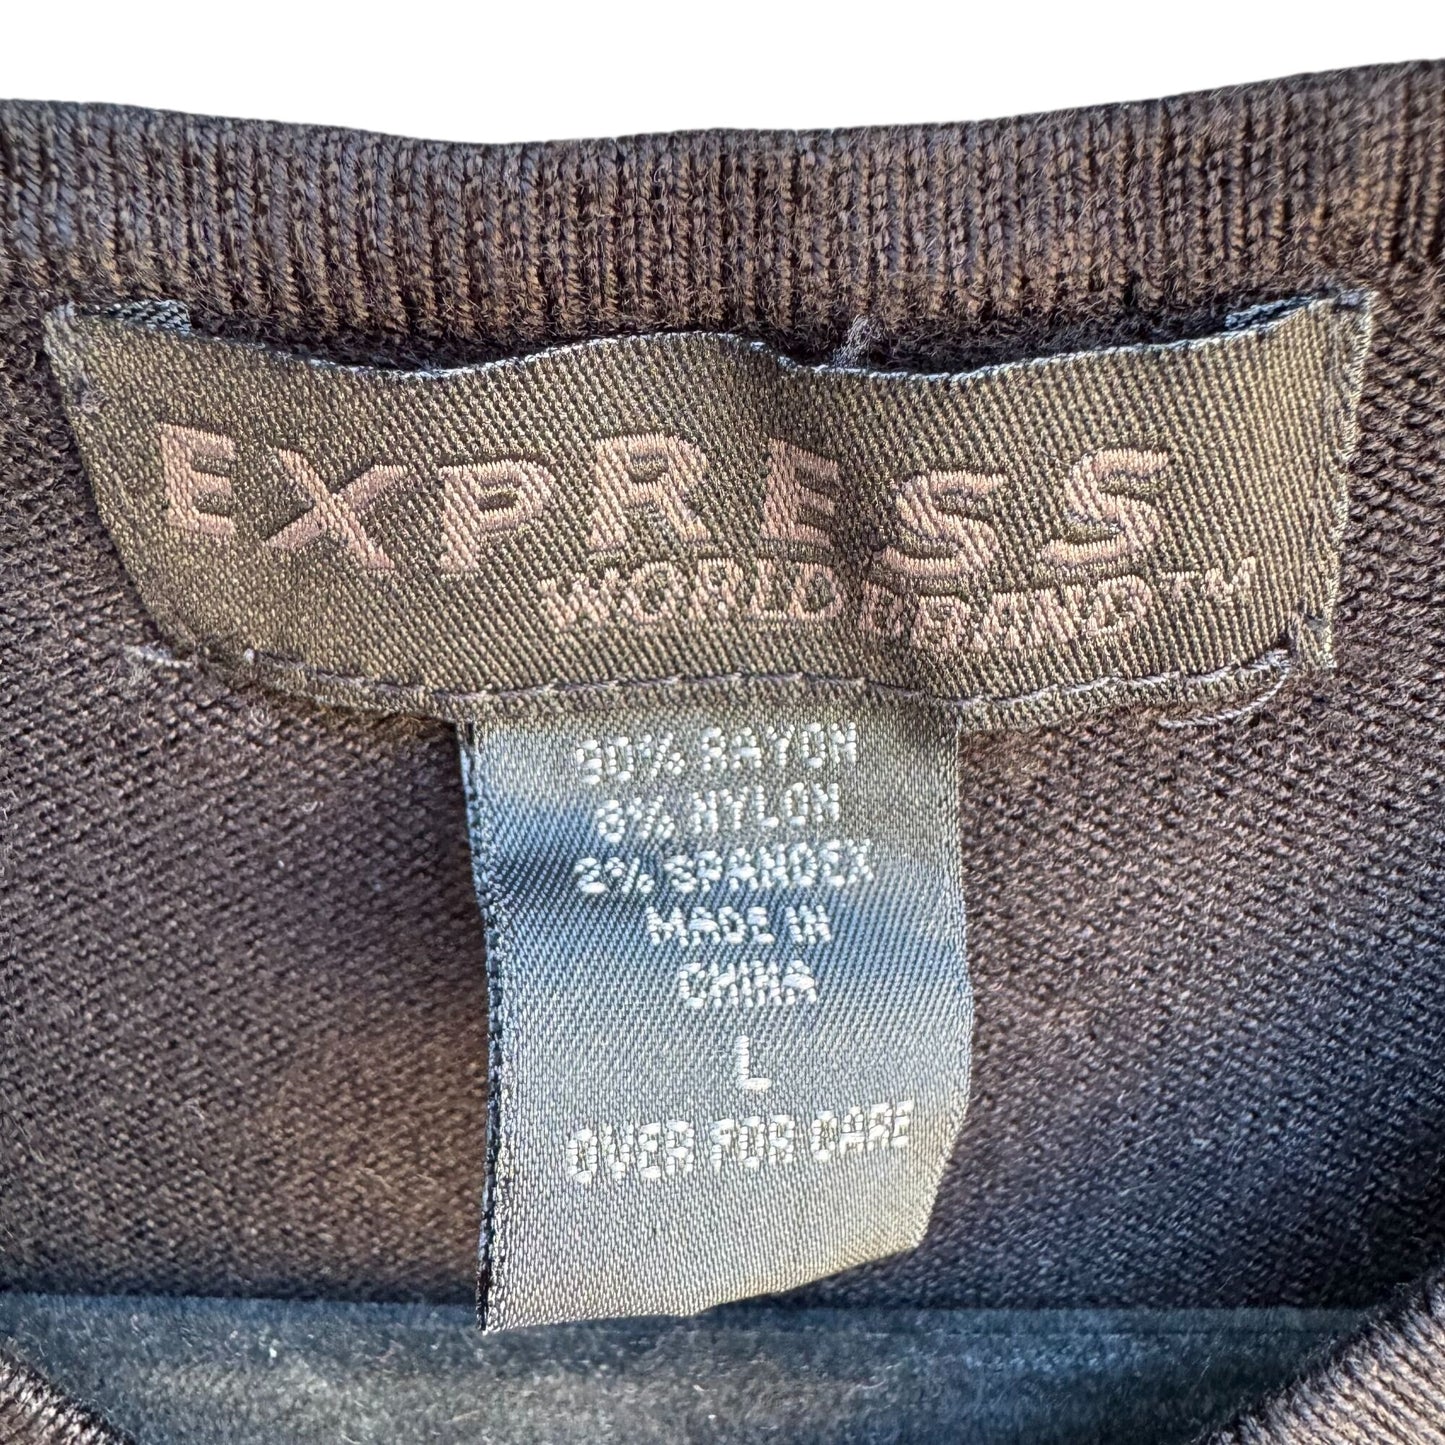 EXPRESS
WORLD BRAND™
90% RAYON
8% NYLON
2% SPANDEX
MADE IN
CHINA
L
OVER FOR CARE